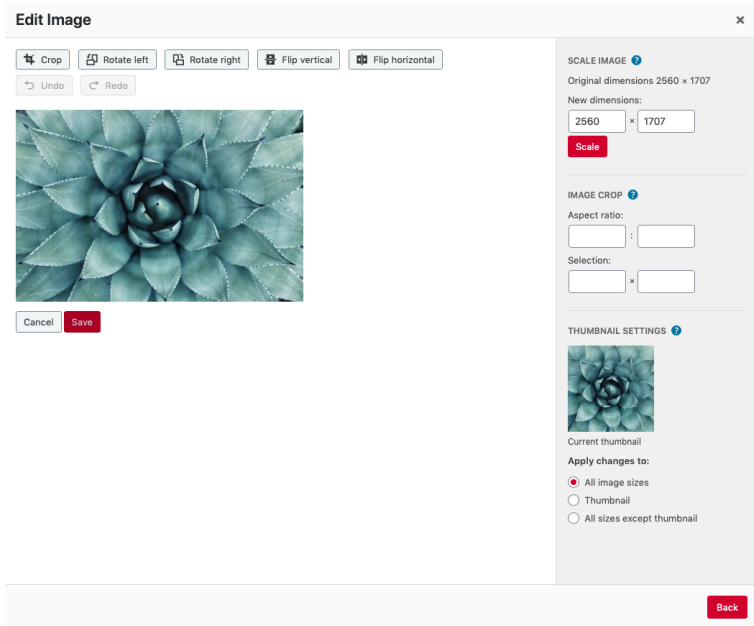 Edit Image
×
Crop Rotate left Rotate right Flip vertical Flip horizontal
Undo Redo
Cancel Save
SCALE IMAGE ?
Original dimensions 2560 × 1707
New dimensions:
2560 × 1707
Scale
IMAGE CROP ?
Aspect ratio:
:
Selection:
×
THUMBNAIL SETTINGS ?
Current thumbnail
Apply changes to:
All image sizes
Thumbnail
All sizes except thumbnail
Back